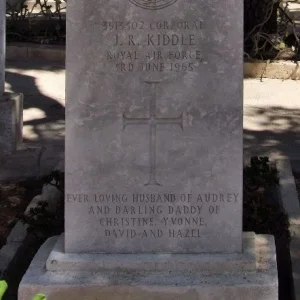 CORPORAL
J. R. KIDDLE
ROYAL AIR FORCE
3RD JUNE 1965
EVER LOVING HUSBAND OF AUDREY
AND DARLING DADDY OF
CHRISTINE, YVONNE,
DAVID AND HAZEL